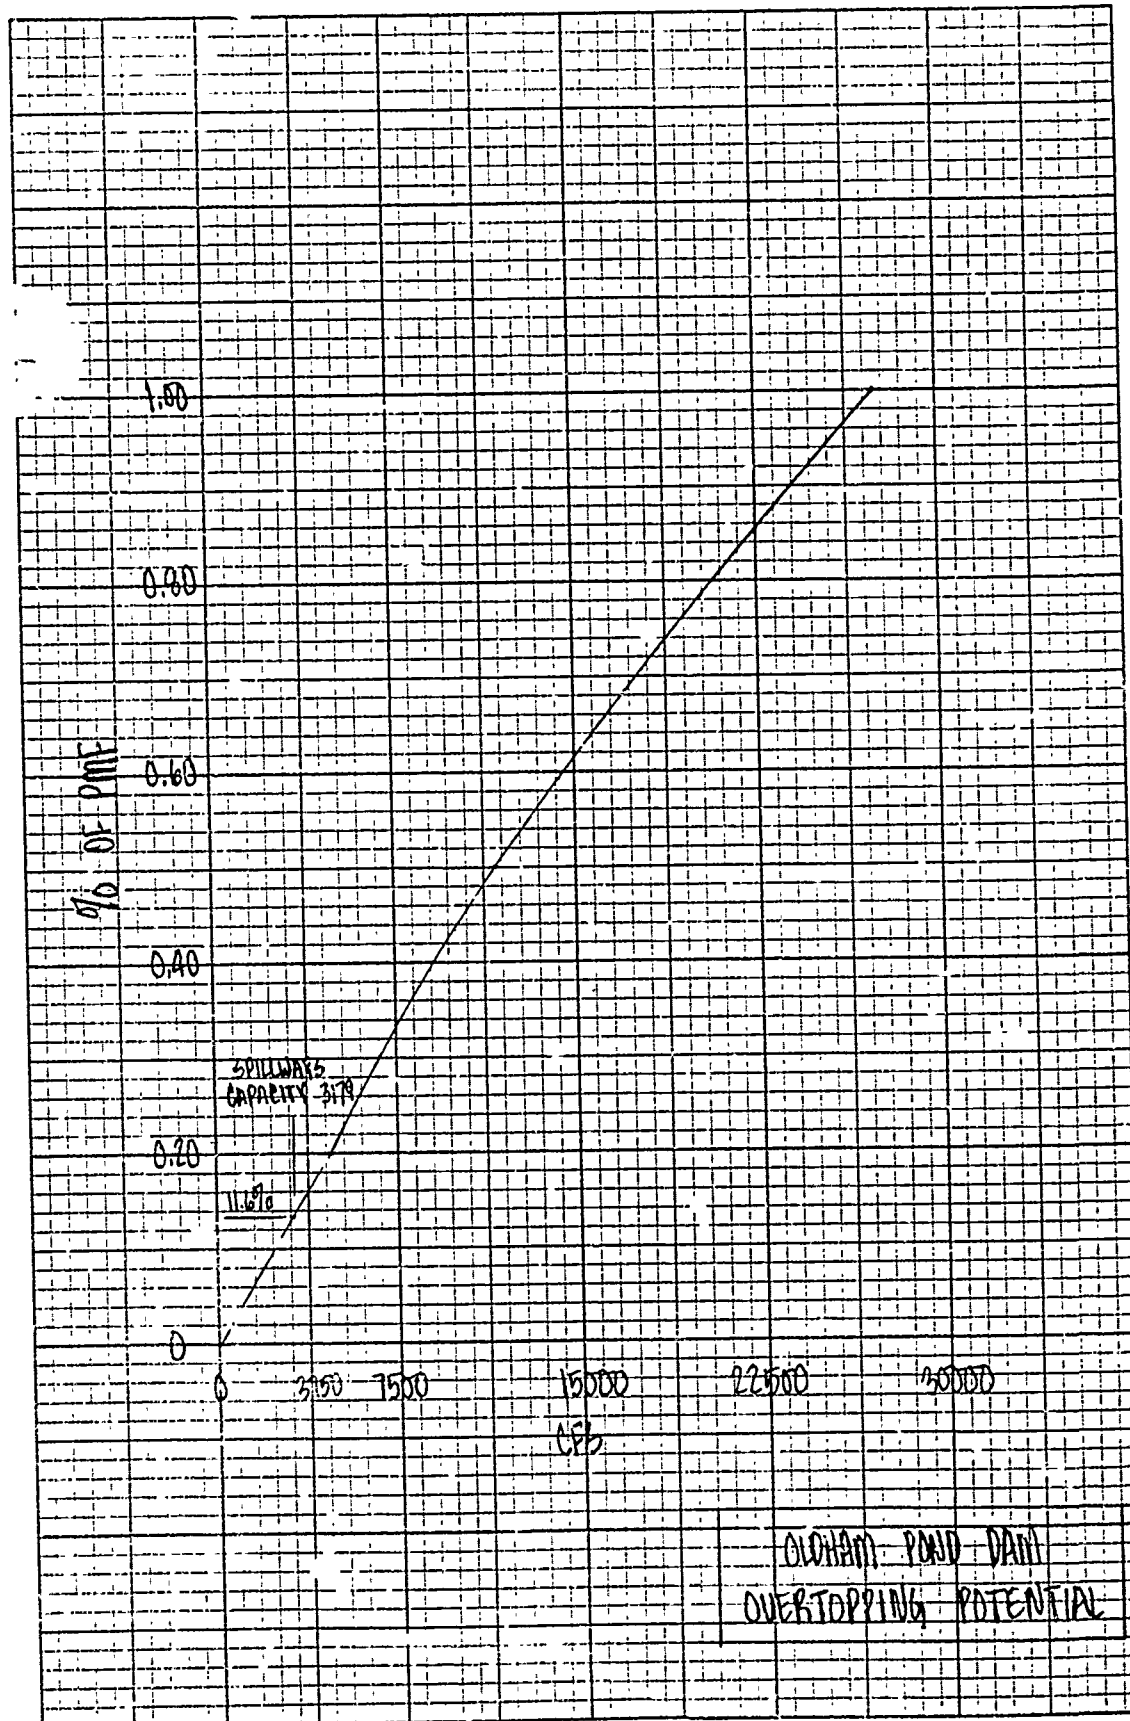 1.00
0.80
% OF PMF
0.60
0.40
SPILLWAYS
CAPACITY 3179
0.20
11.6%
0
0 3750 7500 15000 22500 30000
CFS
OLDHAM POND DAM
OVERTOPPING POTENTIAL